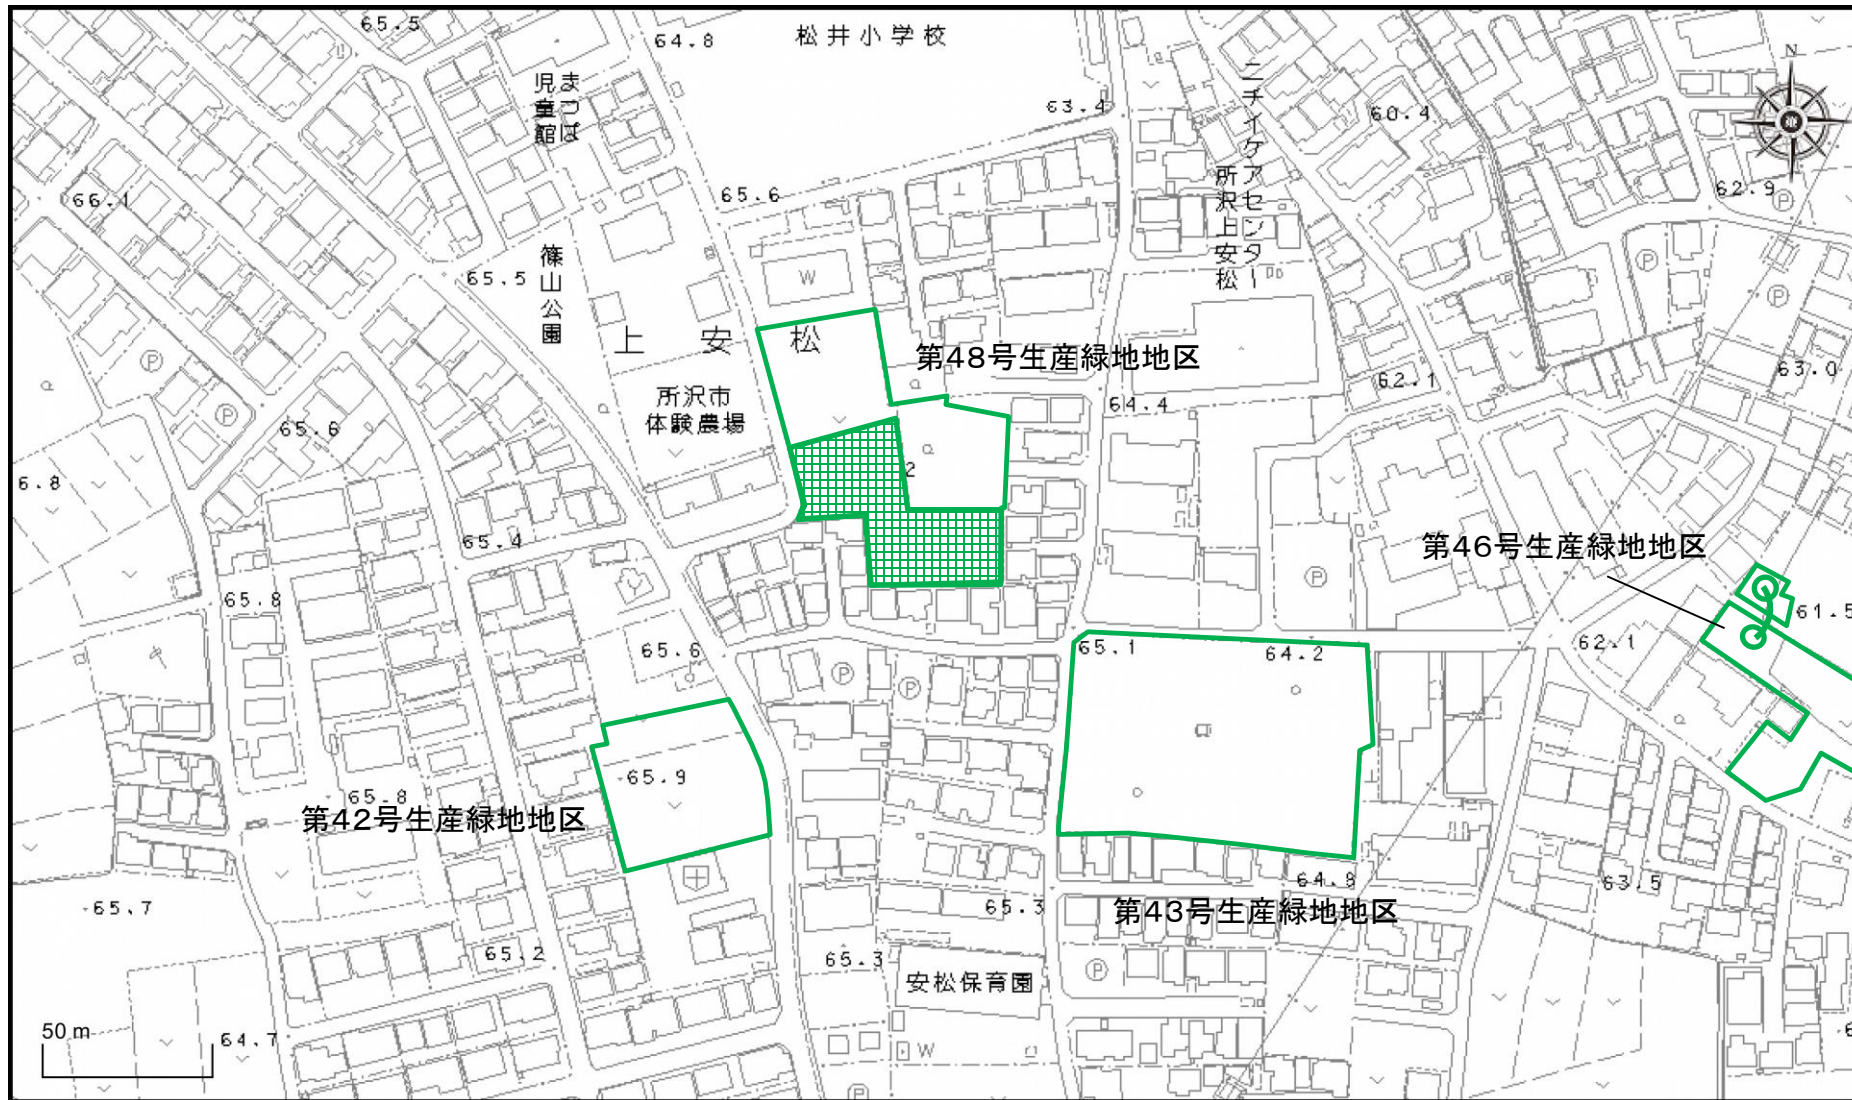 65.5
64.8
松井小学校
N
まつば
児童館
63.4
ニチイケアセンター
所沢上安松
60.4
62.9
P
66.1
65.6
篠山公園
65.5
W
P
P
上安松
第48号生産緑地地区
63.0
P
62.1
所沢市
体験農場
64.4
P
65.6
6.8
2
65.4
第46号生産緑地地区
P
65.8
61.5
65.6
65.1
64.2
62.1
P
P
65.9
65.8
第42号生産緑地地区
64.8
63.5
65.7
65.3
第43号生産緑地地区
65.2
65.3
安松保育園
P
50 m
64.7
W
P
6